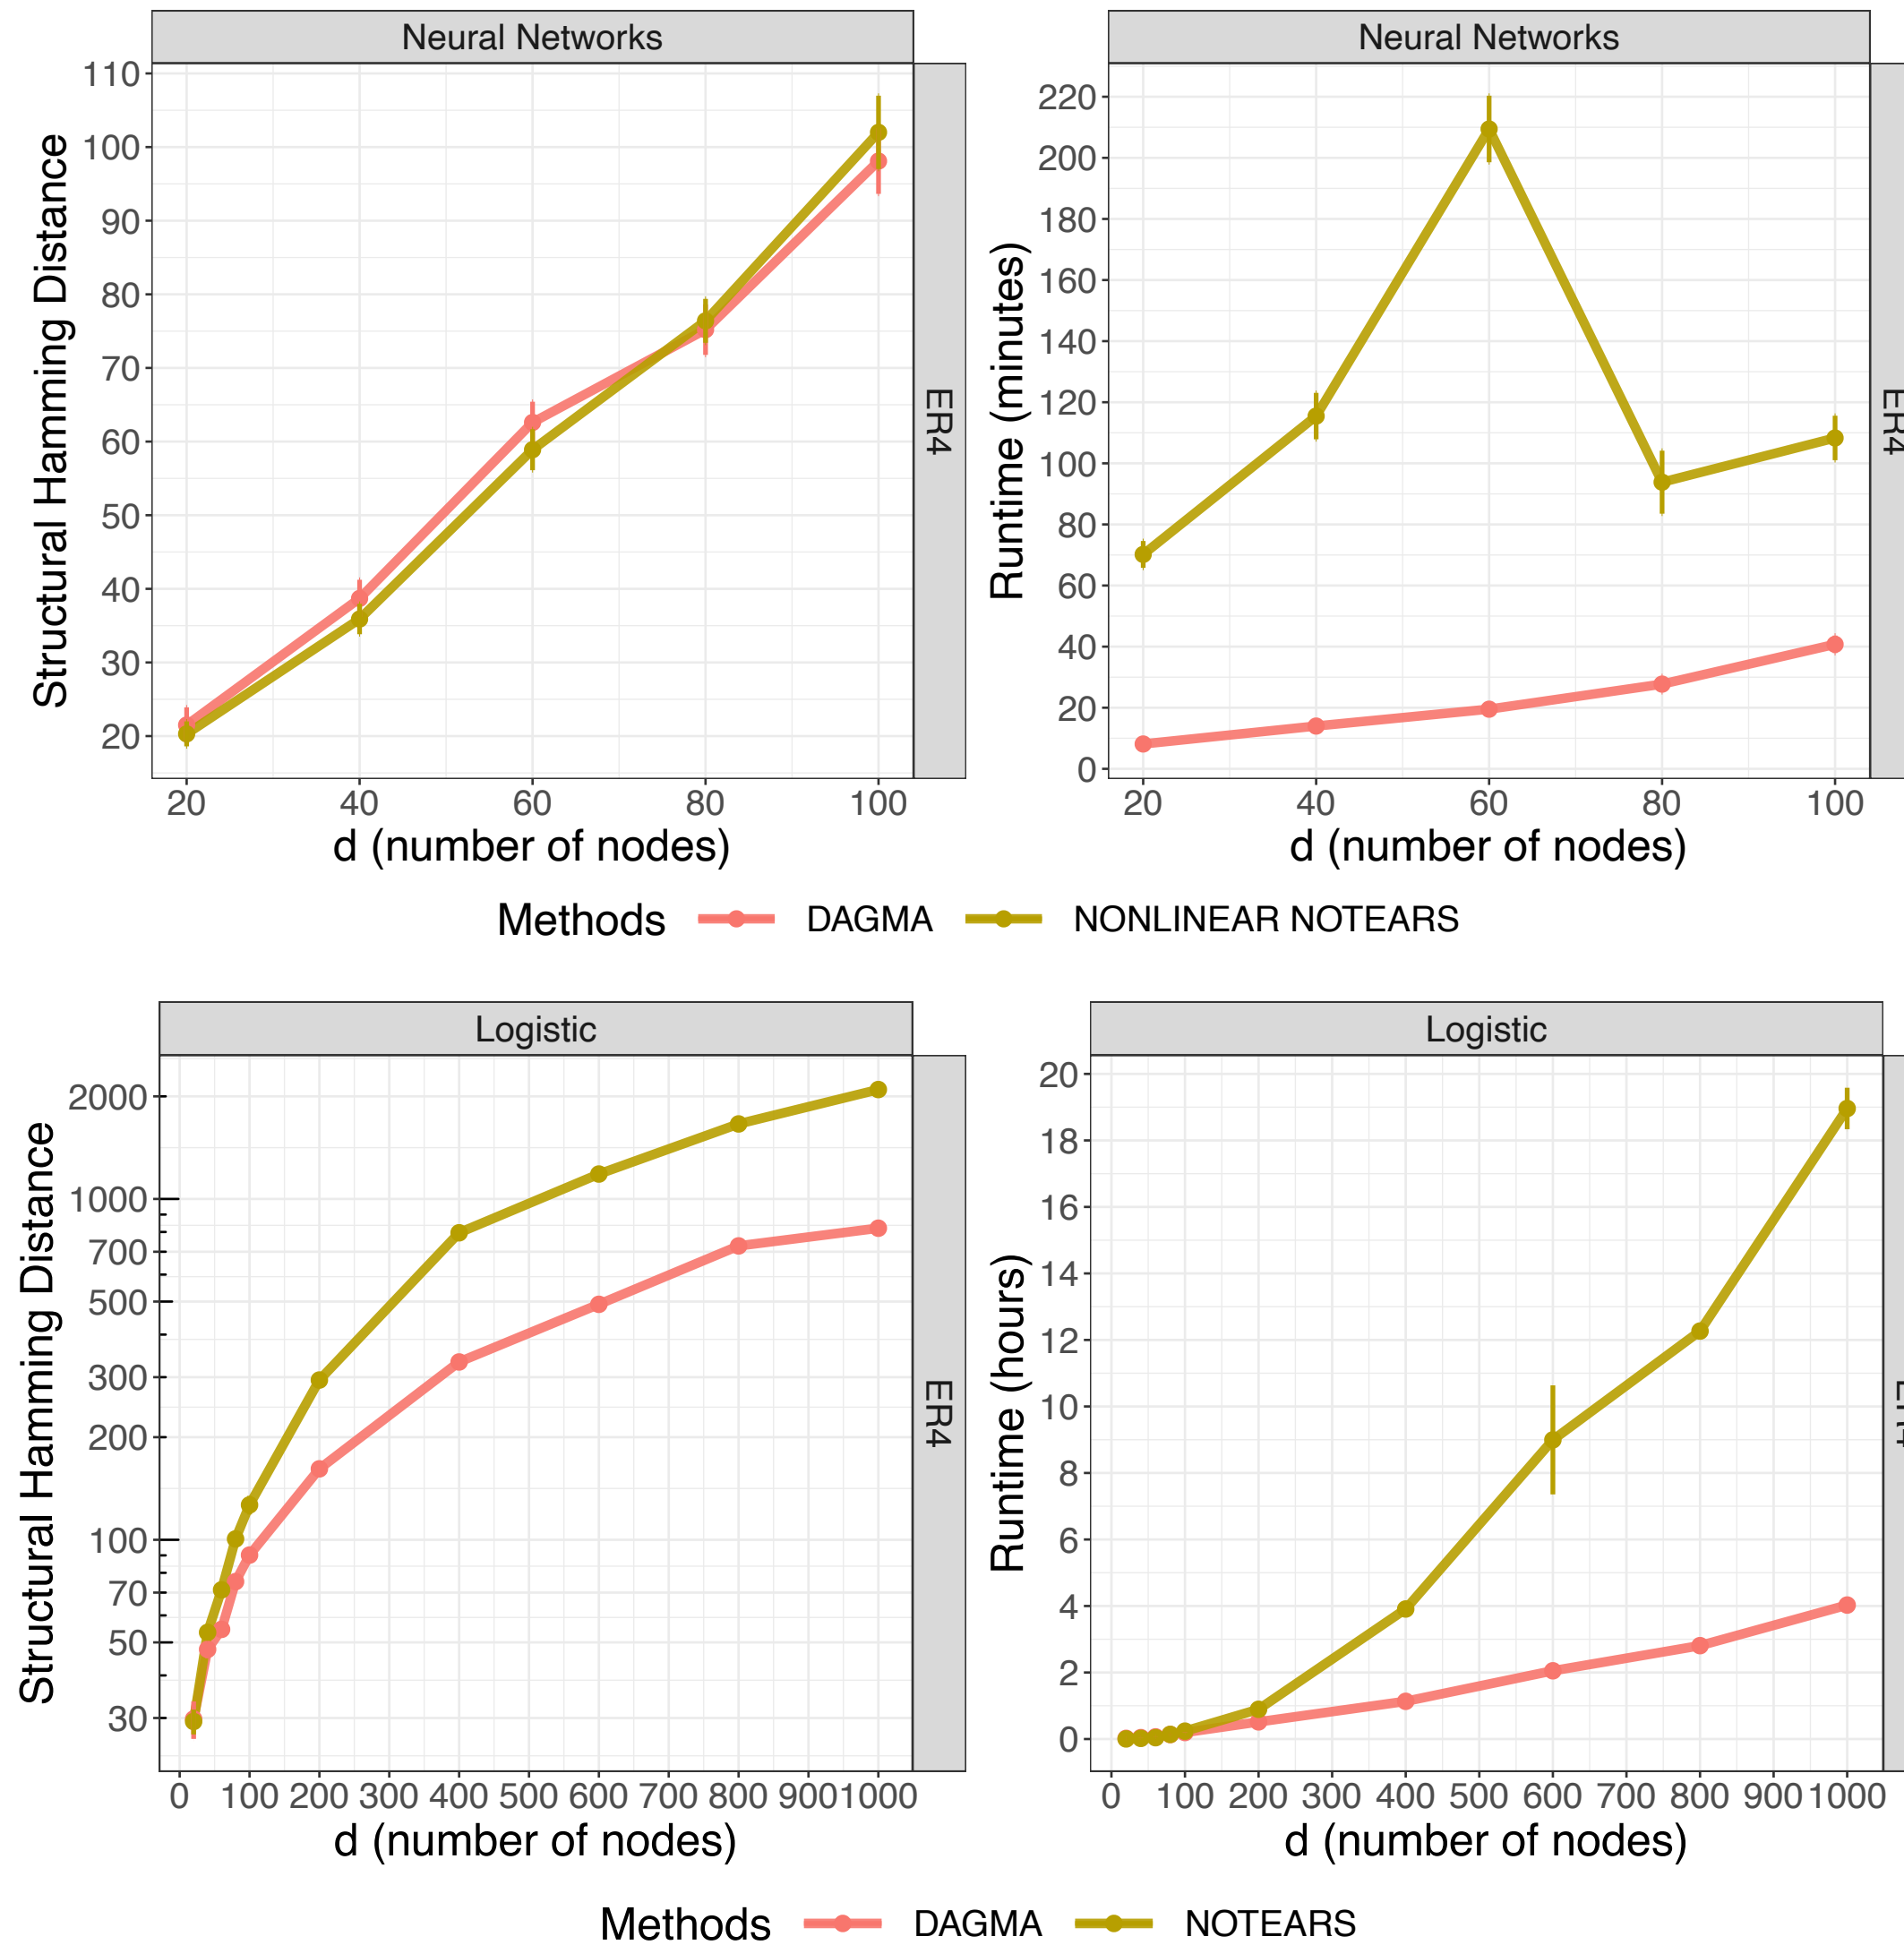 Neural Networks
Structural Hamming Distance
110
100
90
80
70
60
50
40
30
20
20 40 60 80 100
d (number of nodes)
ER4
Neural Networks
Runtime (minutes)
220
200
180
160
140
120
100
80
60
40
20
0
20 40 60 80 100
d (number of nodes)
ER4
Methods DAGMA NONLINEAR NOTEARS
Logistic
Structural Hamming Distance
2000
1000
700
500
300
200
100
70
50
30
0 100 200 300 400 500 600 700 800 900 1000
d (number of nodes)
ER4
Logistic
Runtime (hours)
20
18
16
14
12
10
8
6
4
2
0
0 100 200 300 400 500 600 700 800 900 1000
d (number of nodes)
Methods DAGMA NOTEARS